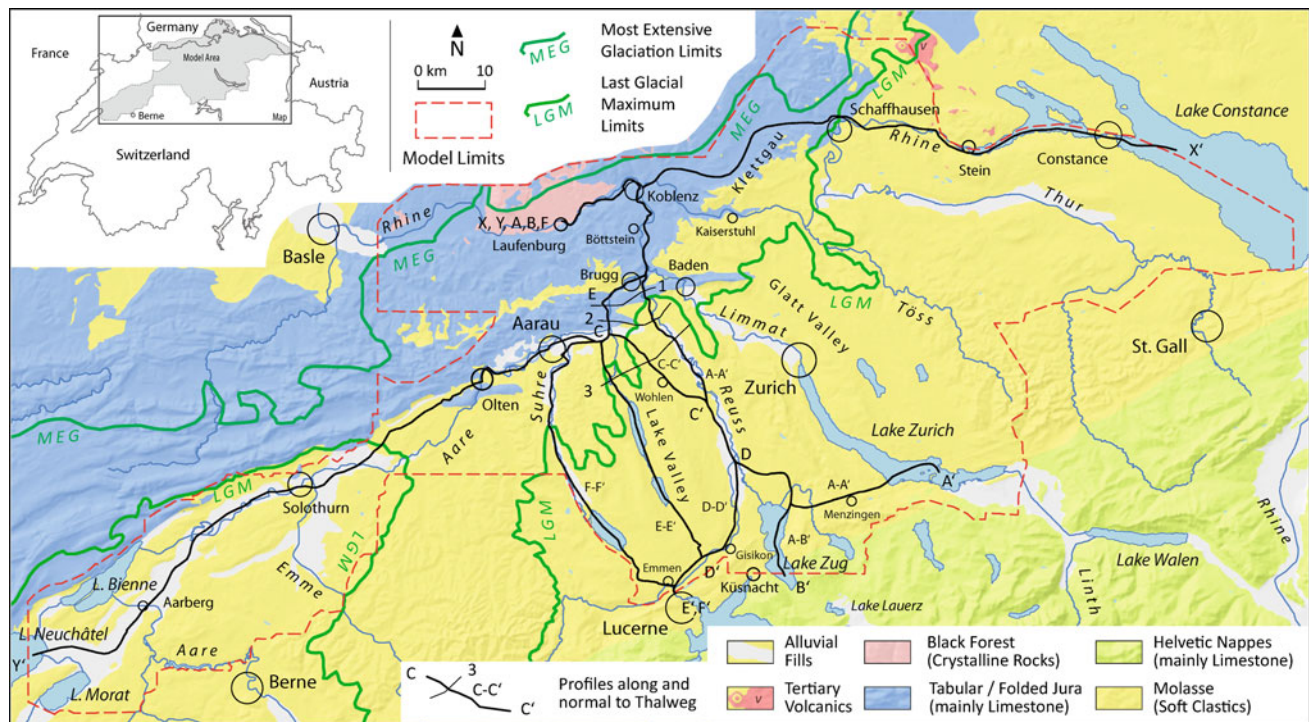 Germany
France
Model Area
Austria
Berne
Map
Switzerland
N
0 km 10
Model Limits
MEG
Most Extensive
Glaciation Limits
LGM
Last Glacial
Maximum
Limits
MEG
LGM
v
Schaffhausen
Lake Constance
Rhine
Klettgau
Stein
Constance
X'
Koblenz
Thur
Rhine
X, Y, A,B,F
Laufenburg
Kaiserstuhl
Basle
Böttstein
MEG
Brugg
Baden
E
1
LGM
Glatt Valley
Töss
2
C
Limmat
Aarau
St. Gall
C-C'
A-A'
Zurich
3
Wohlen
Reuss
Olten
Suhre
C'
MEG
Lake Valley
Lake Zurich
Aare
D
LGM
F-F'
A-A'
A'
Solothurn
D-D'
Menzingen
Rhine
LGM
LGM
E-E'
A-B'
Gisikon
Lake Walen
L. Bienne
Emme
Emmen
D'
Lake Zug
Linth
Aarberg
Küsnacht
B'
E',F'
Lake Lauerz
L. Neuchâtel
Lucerne
Aare
Y'
L. Morat
Berne
C
3
C-C'
C'
Profiles along and
normal to Thalweg
Alluvial
Fills
Black Forest
(Crystalline Rocks)
Helvetic Nappes
(mainly Limestone)
v
Tertiary
Volcanics
Tabular / Folded Jura
(mainly Limestone)
Molasse
(Soft Clastics)